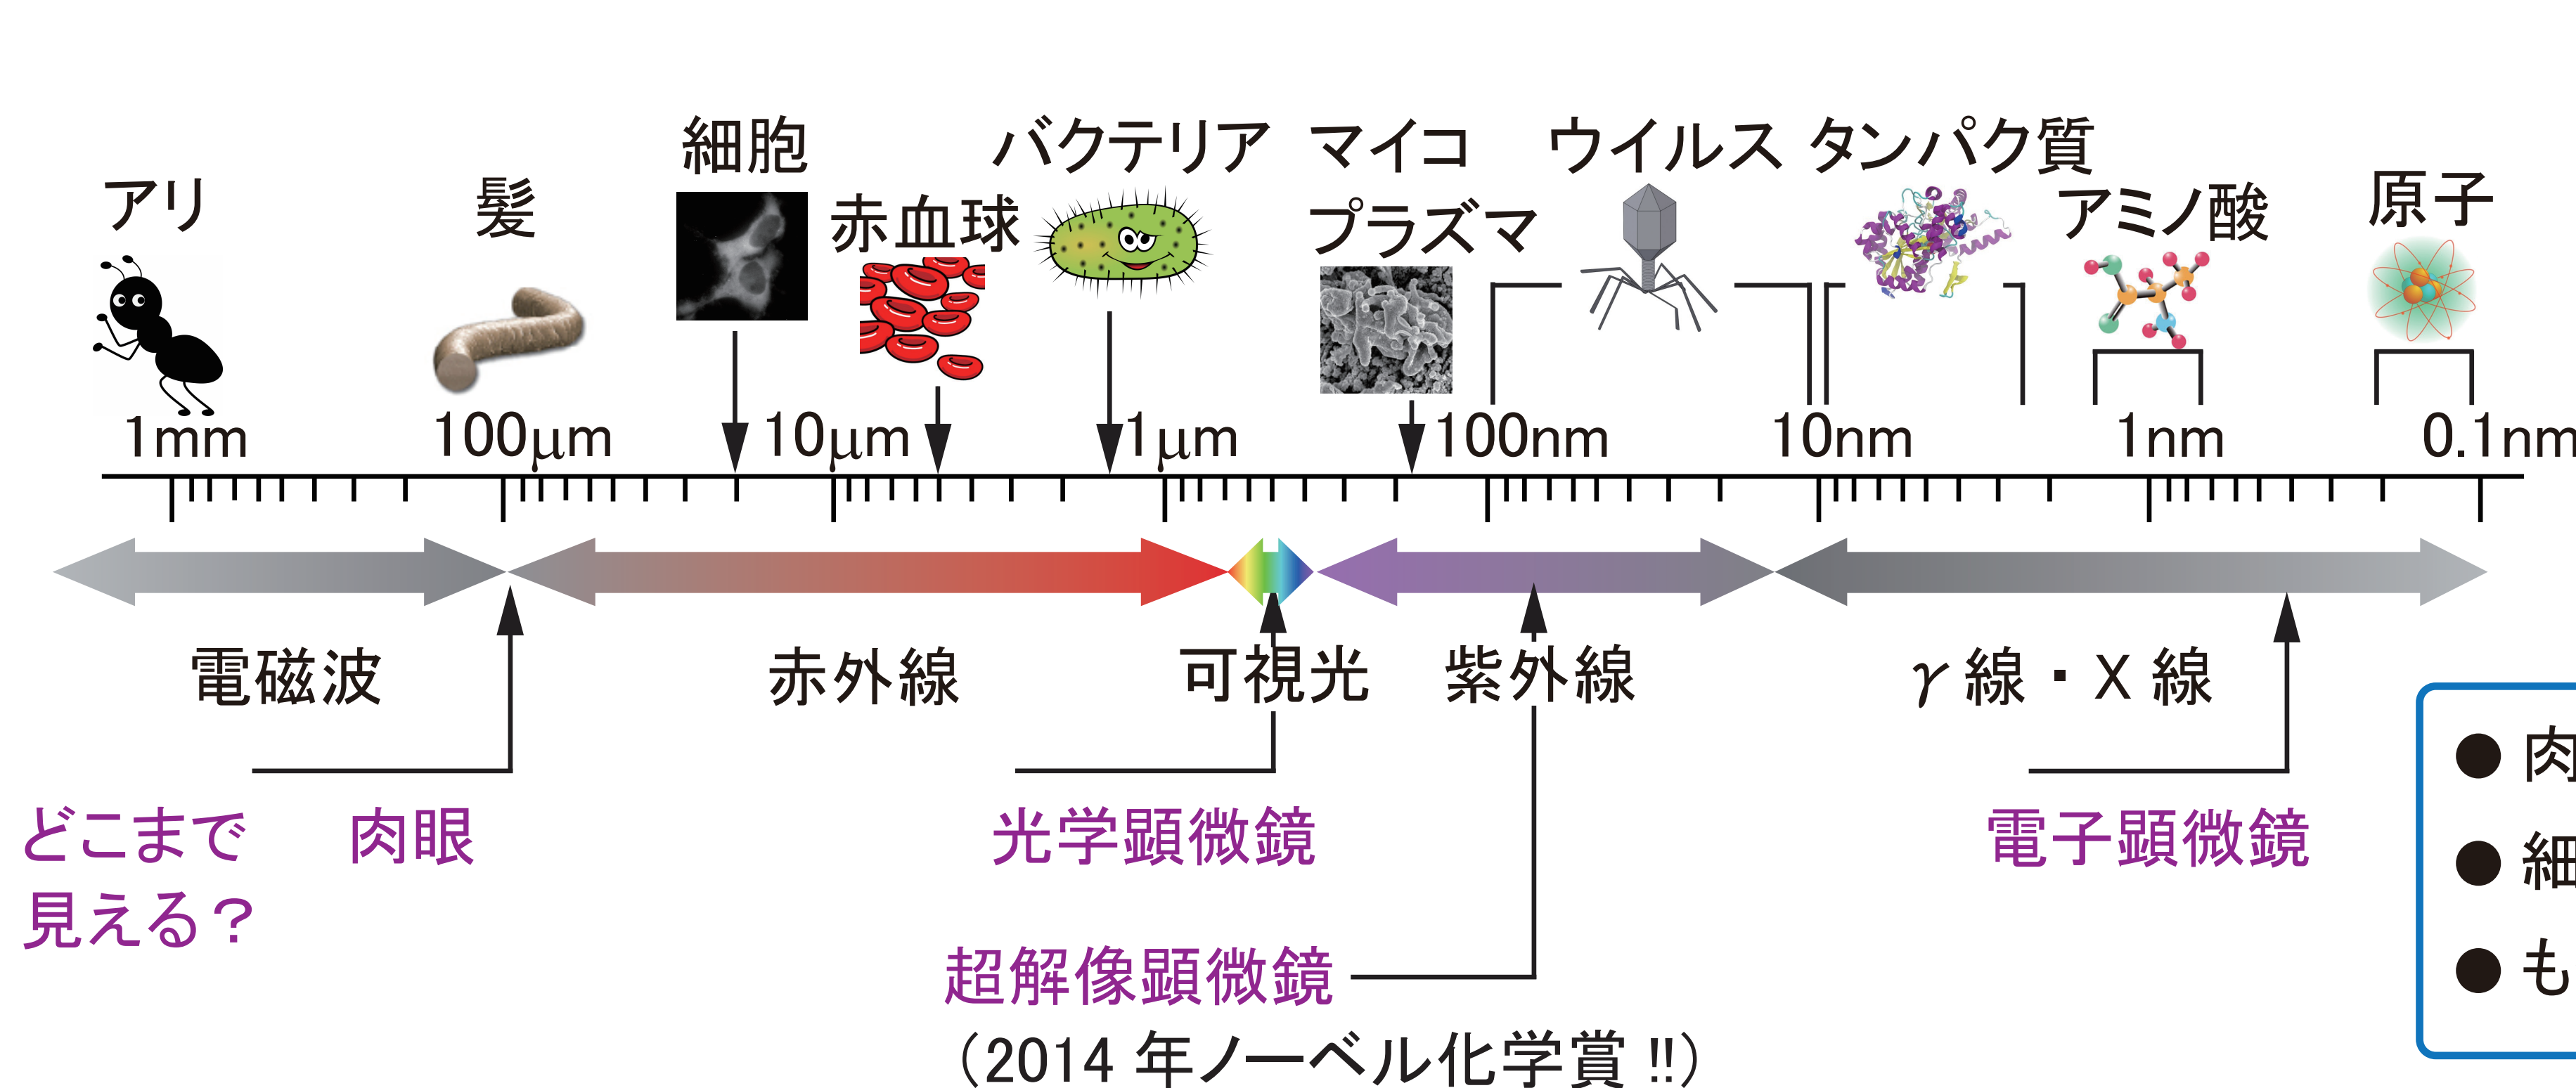 アリ
髪
細胞
赤血球
バクテリア
マイコ
プラズマ
ウイルス
タンパク質
アミノ酸
原子
1mm
100μm
10μm
1μm
100nm
10nm
1nm
0.1nm
電磁波
赤外線
可視光
紫外線
γ線・X線
どこまで
見える？
肉眼
光学顕微鏡
電子顕微鏡
超解像顕微鏡
（2014年ノーベル化学賞!!）
● 肉
● 細
● も